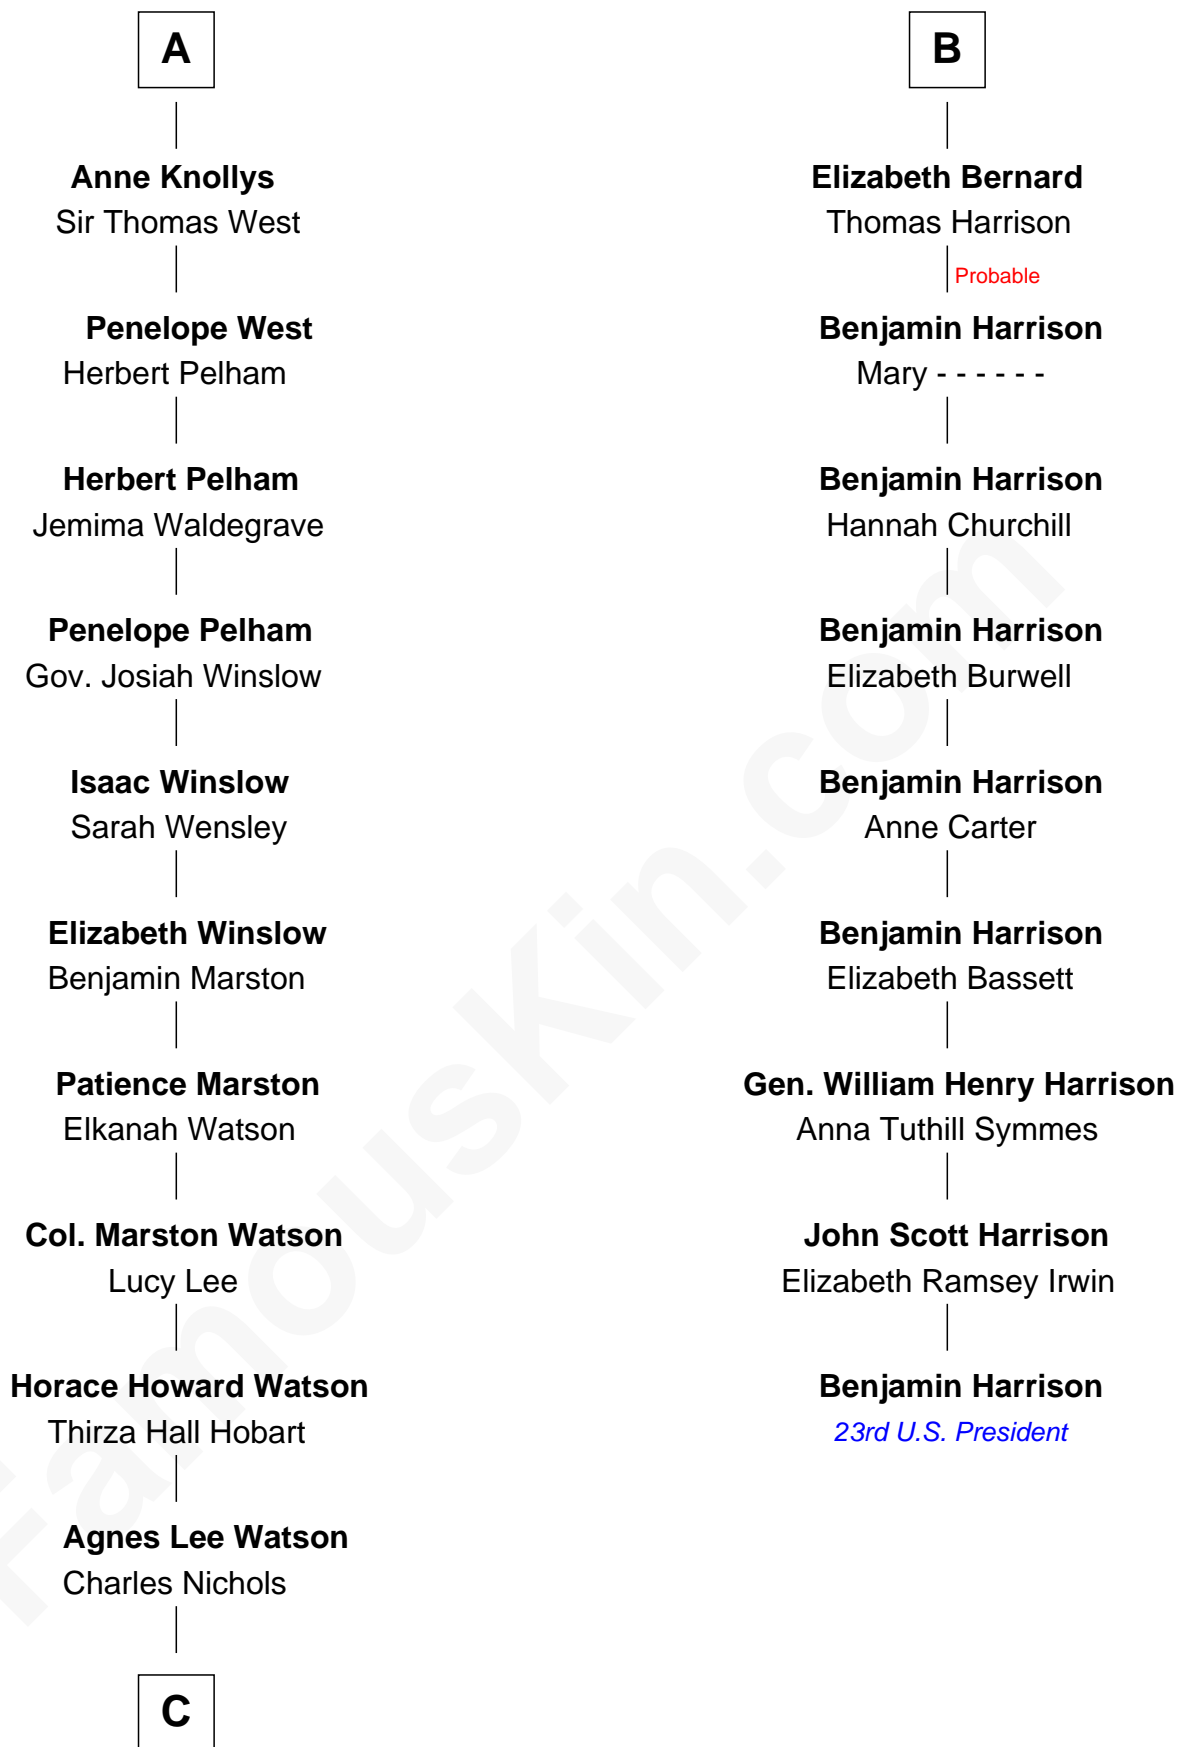 A
Anne Knollys
Sir Thomas West
Penelope West
Herbert Pelham
Herbert Pelham
Jemima Waldegrave
Penelope Pelham
Gov. Josiah Winslow
Isaac Winslow
Sarah Wensley
Elizabeth Winslow
Benjamin Marston
Patience Marston
Elkanah Watson
Col. Marston Watson
Lucy Lee
Horace Howard Watson
Thirza Hall Hobart
Agnes Lee Watson
Charles Nichols
C
B
Elizabeth Bernard
Thomas Harrison
Probable
Benjamin Harrison
Mary - - - - - -
Benjamin Harrison
Hannah Churchill
Benjamin Harrison
Elizabeth Burwell
Benjamin Harrison
Anne Carter
Benjamin Harrison
Elizabeth Bassett
Gen. William Henry Harrison
Anna Tuthill Symmes
John Scott Harrison
Elizabeth Ramsey Irwin
Benjamin Harrison
23rd U.S. President
FamousKin.com